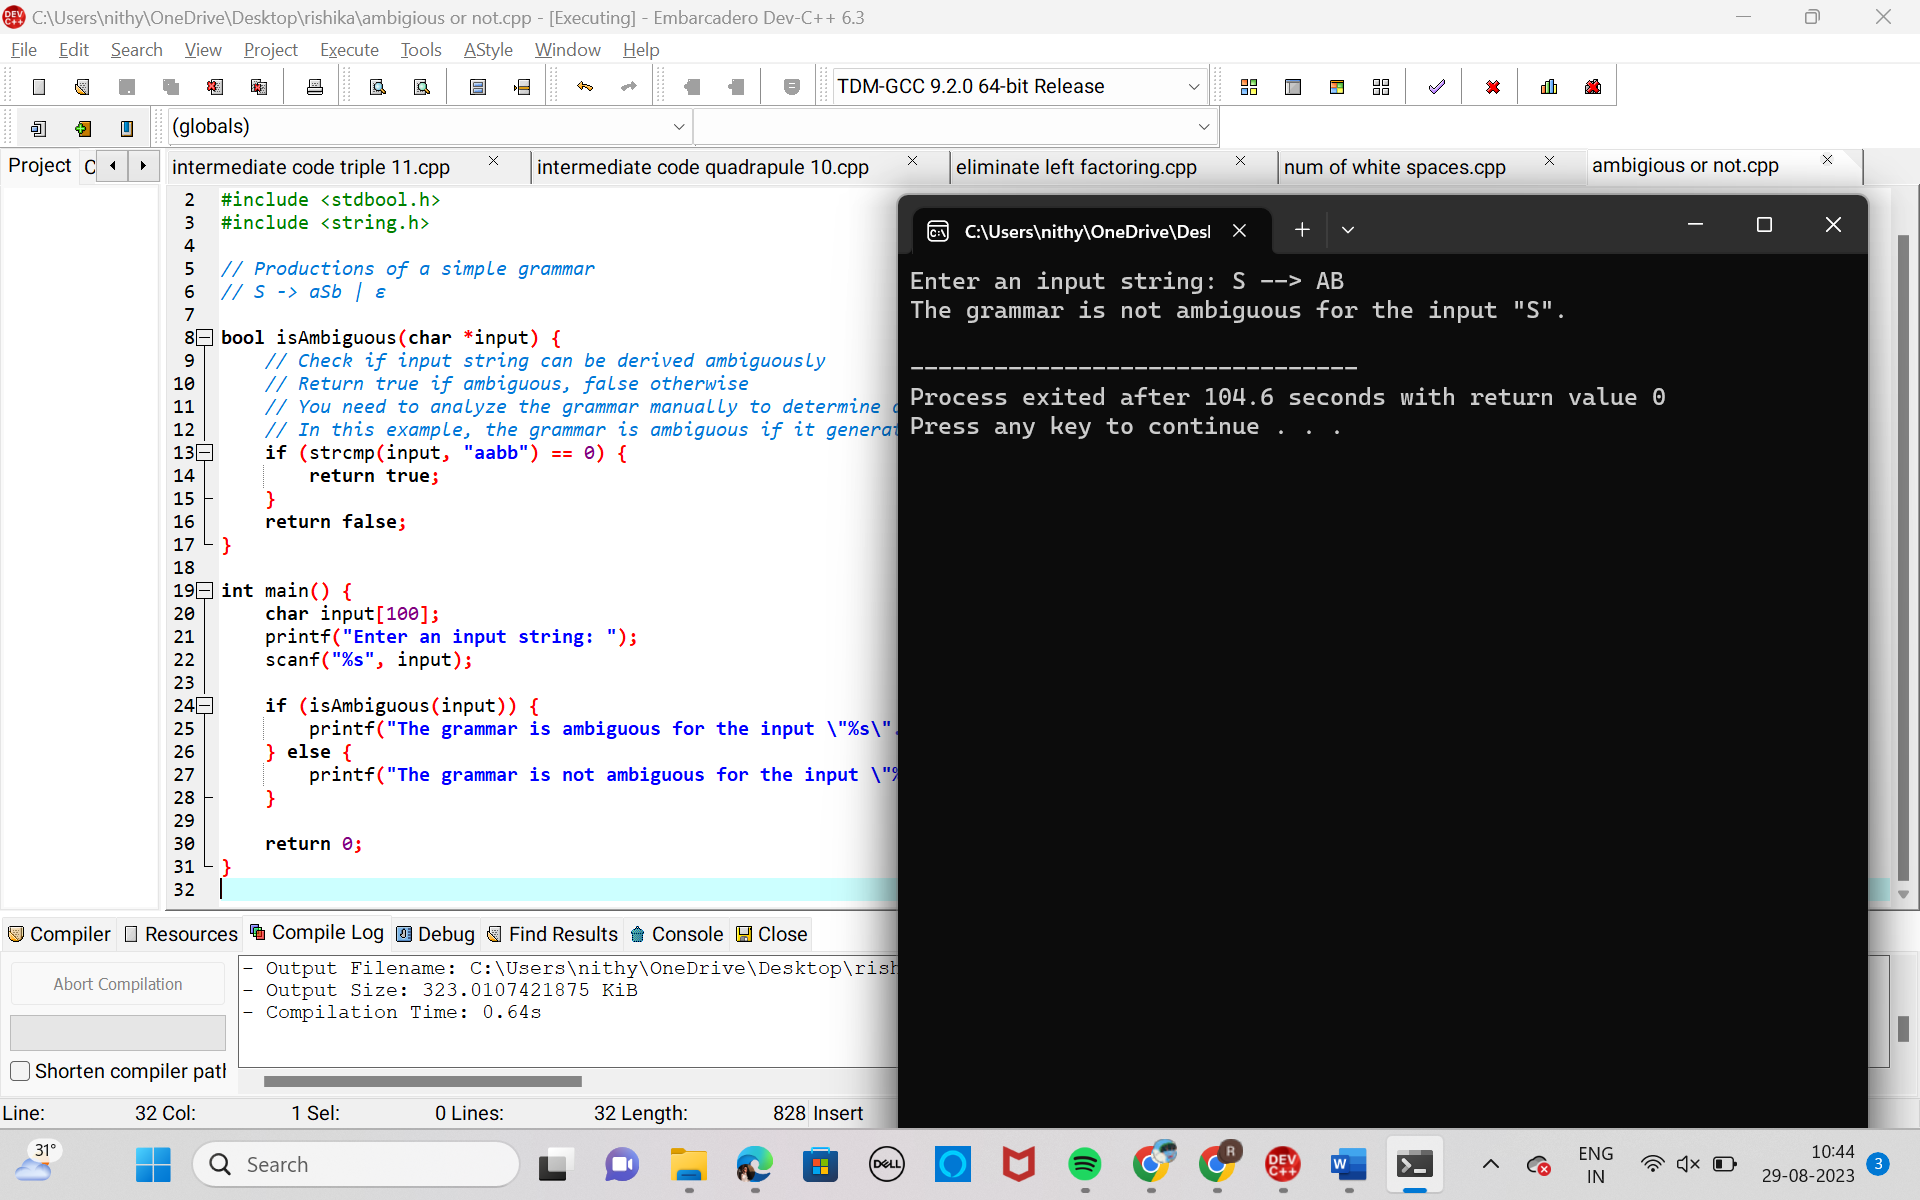 C:\Users\nithy\OneDrive\Desktop\rishika\ambigious or not.cpp - [Executing] - Embarcadero Dev-C++ 6.3
File Edit Search View Project Execute Tools AStyle Window Help
TDM-GCC 9.2.0 64-bit Release
(globals)
Project C intermediate code triple 11.cpp intermediate code quadrapule 10.cpp eliminate left factoring.cpp num of white spaces.cpp ambigious or not.cpp
2 #include <stdbool.h>
3 #include <string.h>
4
5 // Productions of a simple grammar
6 // S -> aSb | ε
7
8 bool isAmbiguous(char *input) {
9 // Check if input string can be derived ambiguously
10 // Return true if ambiguous, false otherwise
11 // You need to analyze the grammar manually to determine
12 // In this example, the grammar is ambiguous if it
13 if (strcmp(input, "aabb") == 0) {
14 return true;
15 }
16 return false;
17 }
18
19 int main() {
20 char input[100];
21 printf("Enter an input string: ");
22 scanf("%s", input);
23
24 if (isAmbiguous(input)) {
25 printf("The grammar is ambiguous for the input \"%s\".
26 } else {
27 printf("The grammar is not ambiguous for the input \"%
28 }
29
30 return 0;
31 }
32
C:\Users\nithy\OneDrive\Des
Enter an input string: S --> AB
The grammar is not ambiguous for the input "S".
--------------------------------
Process exited after 104.6 seconds with return value 0
Press any key to continue . . .
Compiler Resources Compile Log Debug Find Results Console Close
Abort Compilation
Shorten compiler pat
- Output Filename: C:\Users\nithy\OneDrive\Desktop\rish
- Output Size: 323.0107421875 KiB
- Compilation Time: 0.64s
Line: 32 Col: 1 Sel: 0 Lines: 32 Length: 828 Insert
31°
Search
DELL
DEV C++
ENG
IN
10:44
29-08-2023
3